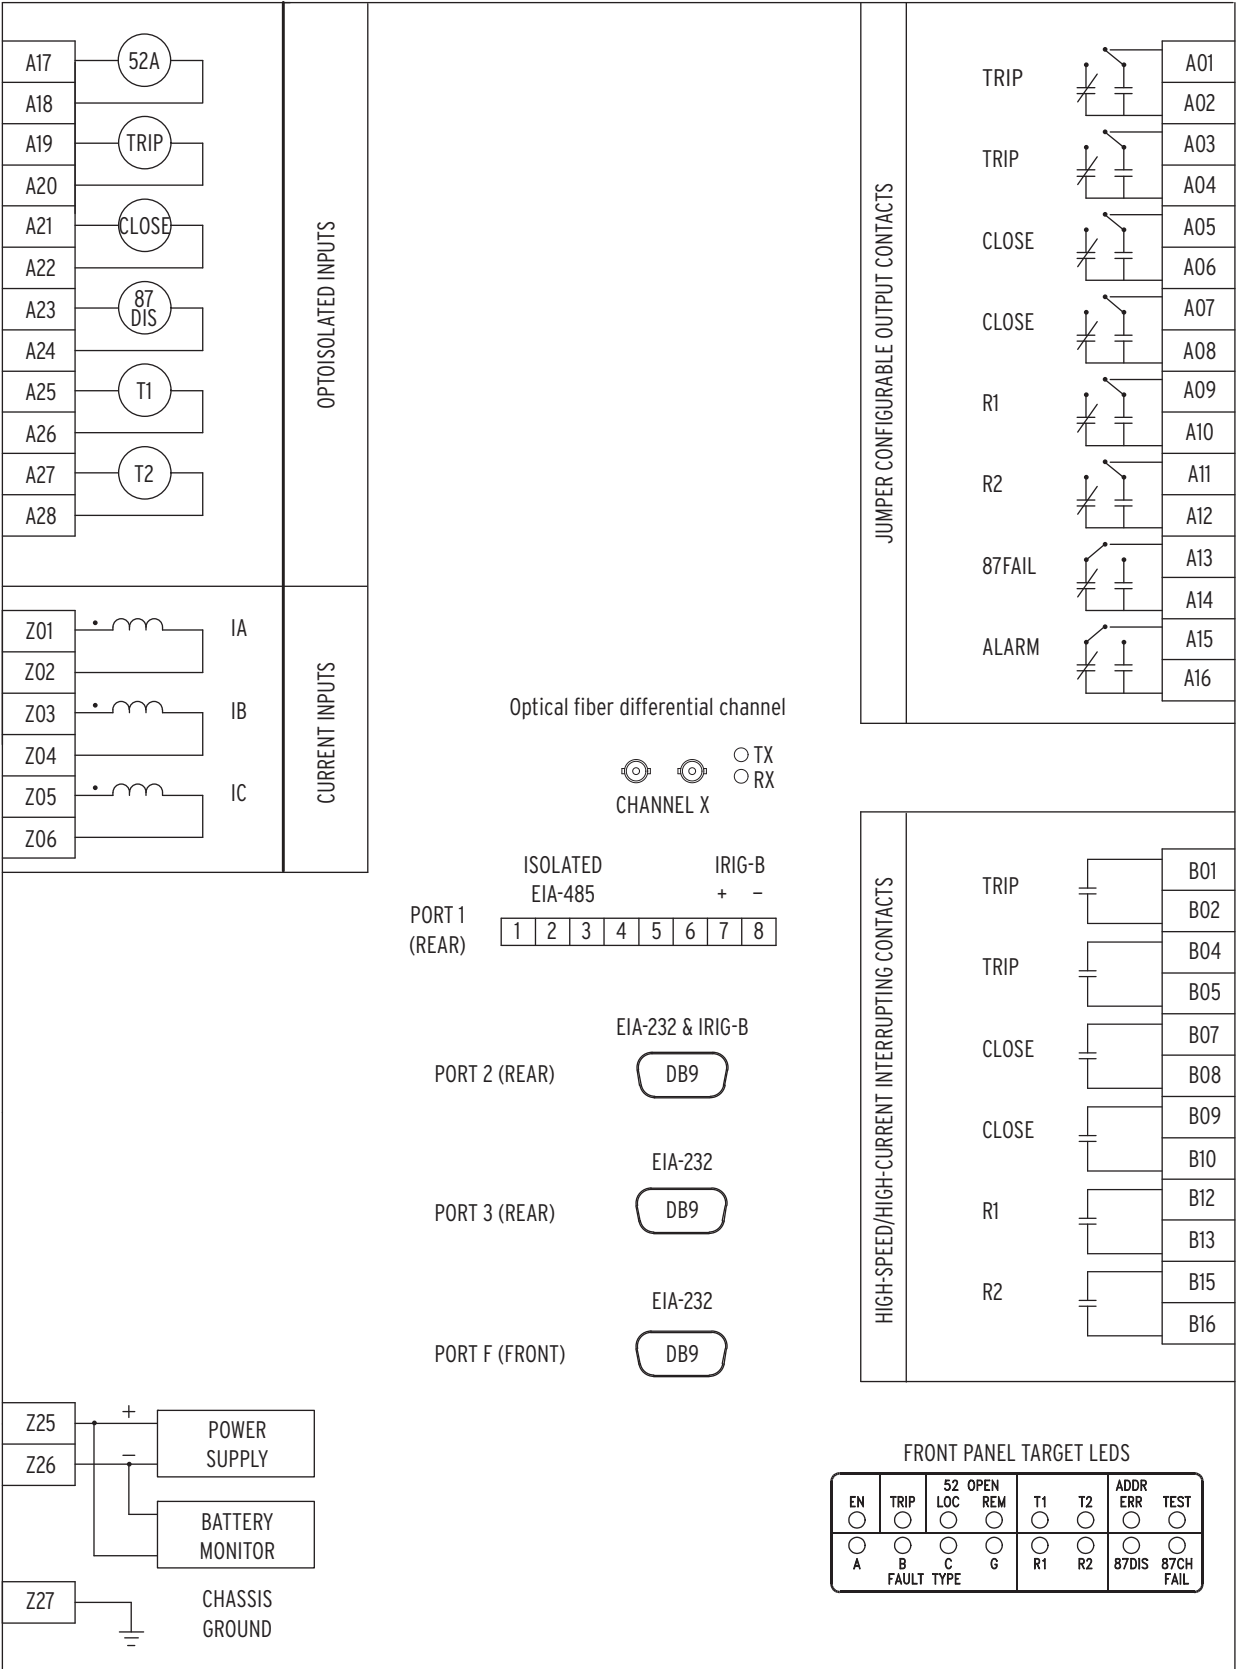 A17
52A
A18
A19
TRIP
A20
A21
CLOSE
A22
A23
87
DIS
A24
A25
T1
A26
A27
T2
A28
OPTOISOLATED INPUTS
Z01
IA
Z02
Z03
IB
Z04
Z05
IC
Z06
CURRENT INPUTS
Z25
+
POWER
SUPPLY
Z26
–
BATTERY
MONITOR
Z27
CHASSIS
GROUND
Optical fiber differential channel
TX
RX
CHANNEL X
ISOLATED
EIA-485
IRIG-B
+ –
PORT 1
(REAR)
1 2 3 4 5 6 7 8
EIA-232 & IRIG-B
PORT 2 (REAR)
DB9
EIA-232
PORT 3 (REAR)
DB9
EIA-232
PORT F (FRONT)
DB9
JUMPER CONFIGURABLE OUTPUT CONTACTS
TRIP
A01
A02
TRIP
A03
A04
CLOSE
A05
A06
CLOSE
A07
A08
R1
A09
A10
R2
A11
A12
87FAIL
A13
A14
ALARM
A15
A16
HIGH-SPEED/HIGH-CURRENT INTERRUPTING CONTACTS
TRIP
B01
B02
TRIP
B04
B05
CLOSE
B07
B08
CLOSE
B09
B10
R1
B12
B13
R2
B15
B16
FRONT PANEL TARGET LEDS
52 OPEN
ADDR
EN TRIP LOC REM T1 T2 ERR TEST
A B C G R1 R2 87DIS 87CH
FAULT TYPE
FAIL